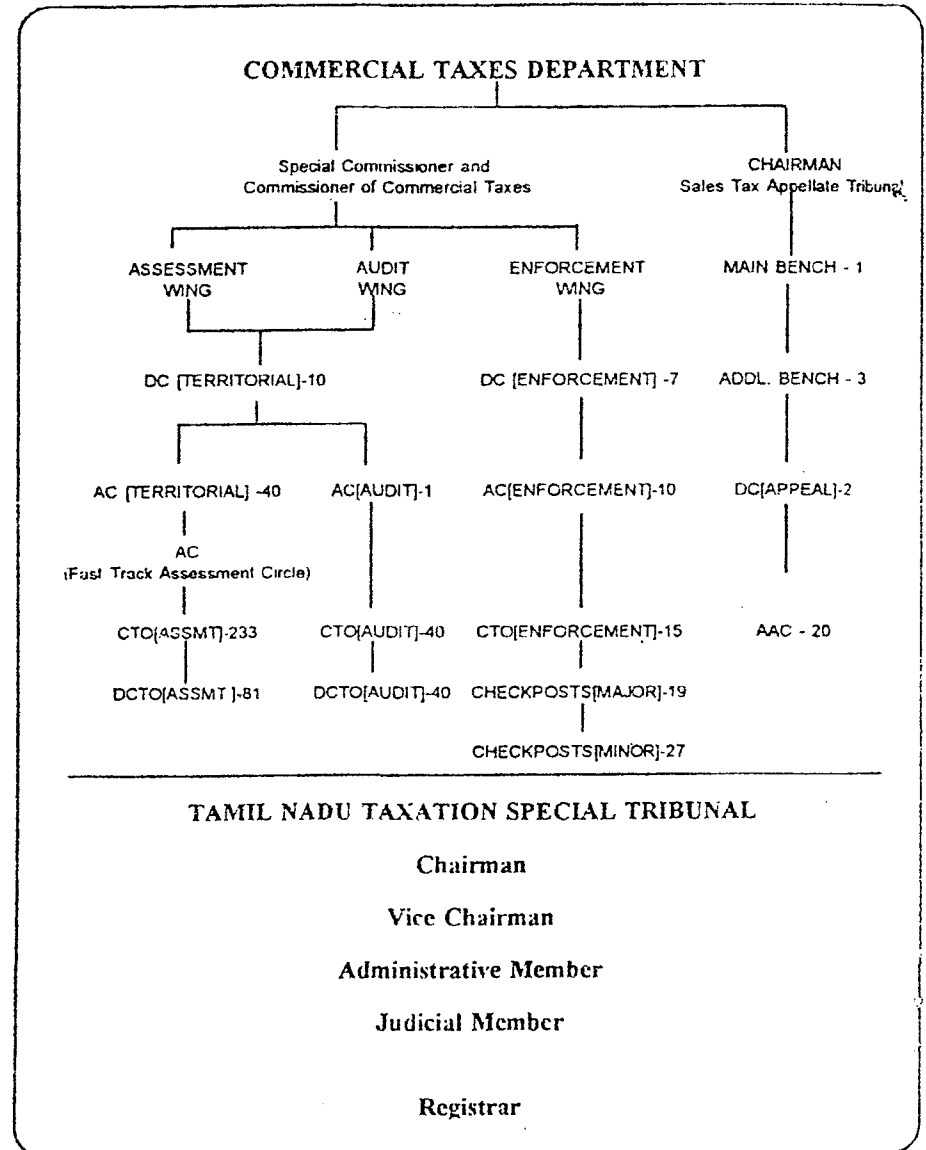 COMMERCIAL TAXES DEPARTMENT
Special Commissioner and
Commissioner of Commercial Taxes
CHAIRMAN
Sales Tax Appellate Tribunal
ASSESSMENT
WING
AUDIT
WING
ENFORCEMENT
WING
MAIN BENCH - 1
DC [TERRITORIAL]-10
DC [ENFORCEMENT] -7
ADDL. BENCH - 3
AC [TERRITORIAL] -40
AC[AUDIT]-1
AC[ENFORCEMENT]-10
DC[APPEAL]-2
AC
(Fast Track Assessment Circle)
CTO[ASSMT]-233
CTO[AUDIT]-40
CTO[ENFORCEMENT]-15
AAC - 20
DCTO[ASSMT ]-81
DCTO[AUDIT]-40
CHECKPOSTS[MAJOR]-19
CHECKPOSTS[MINOR]-27
TAMIL NADU TAXATION SPECIAL TRIBUNAL
Chairman
Vice Chairman
Administrative Member
Judicial Member
Registrar